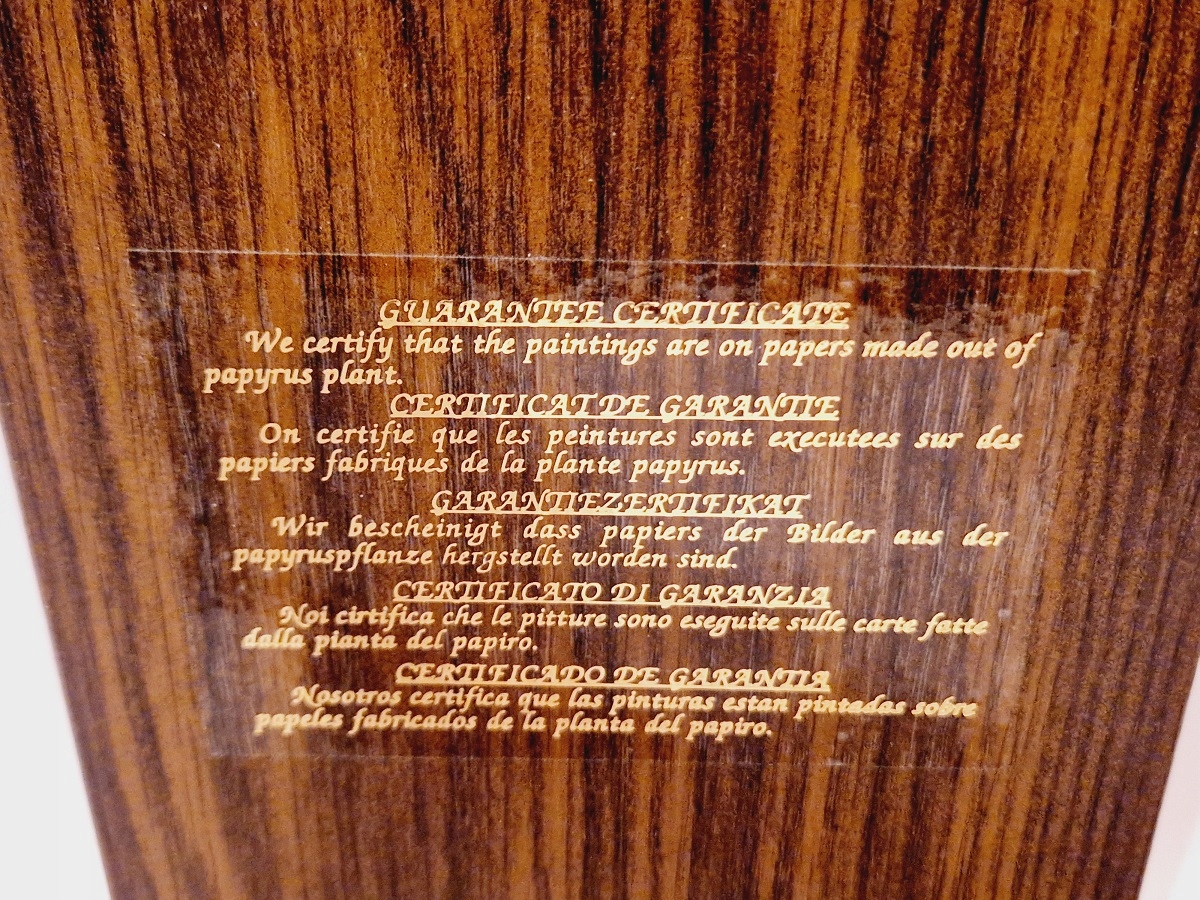 GUARANTEE CERTIFICATE
We certify that the paintings are on papers made out of
papyrus plant.
CERTIFICAT DE GARANTIE
On certifie que les peintures sont executees sur des
papiers fabriques de la plante papyrus.
GARANTIEZERTIFIKAT
Wir bescheinigt dass papiers der Bilder aus der
papyruspflanze hergstellt worden sind.
CERTIFICATO DI GARANZIA
Noi cirtifica che le pitture sono eseguite sulle carte fatte
dalla pianta del papiro.
CERTIFICADO DE GARANTIA
Nosotros certifica que las pinturas estan pintadas sobre
papeles fabricados de la planta del papiro.